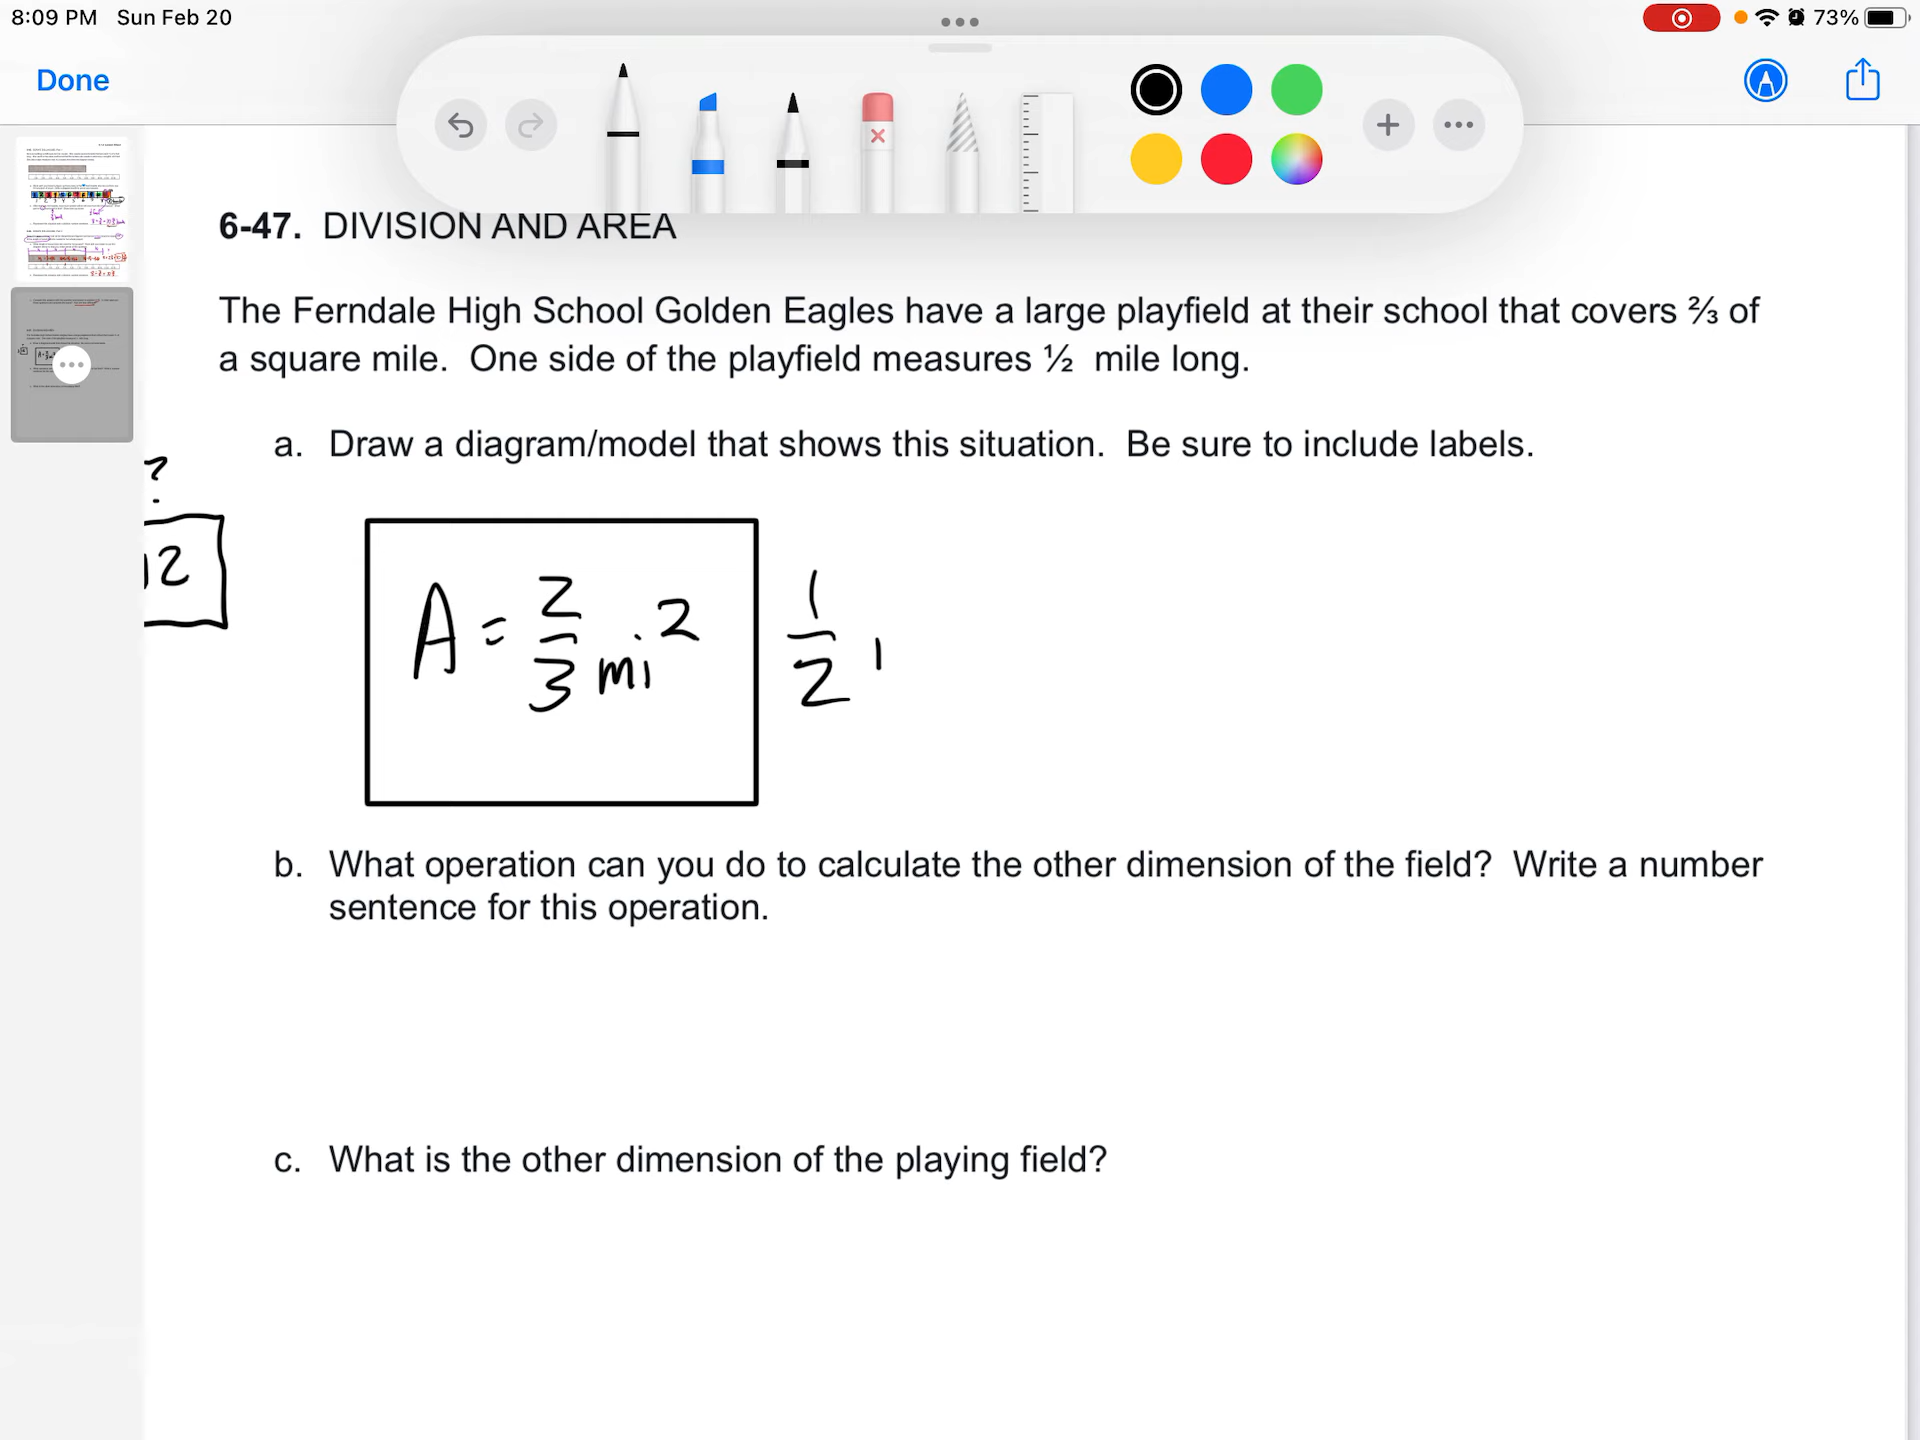 8:09 PM Sun Feb 20
73%
Done
6-47. DIVISION AND AREA
The Ferndale High School Golden Eagles have a large playfield at their school that covers ⅔ of
a square mile. One side of the playfield measures ½ mile long.
a. Draw a diagram/model that shows this situation. Be sure to include labels.
?
12
A = 2/3 mi² 1/2
b. What operation can you do to calculate the other dimension of the field? Write a number
sentence for this operation.
c. What is the other dimension of the playing field?